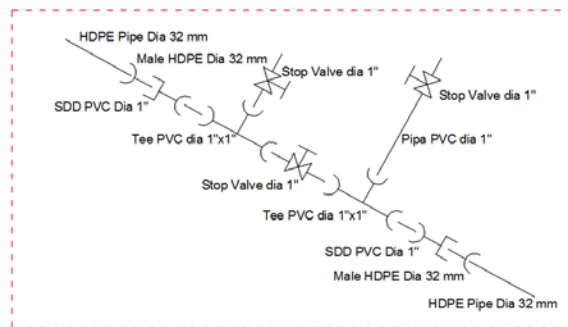 HDPE Pipe Dia 32 mm
Male HDPE Dia 32 mm
Stop Valve dia 1"
Stop Valve dia 1"
SDD PVC Dia 1"
Tee PVC dia 1"x1"
Pipa PVC dia 1"
Stop Valve dia 1"
Tee PVC dia 1"x1"
SDD PVC Dia 1"
Male HDPE Dia 32 mm
HDPE Pipe Dia 32 mm